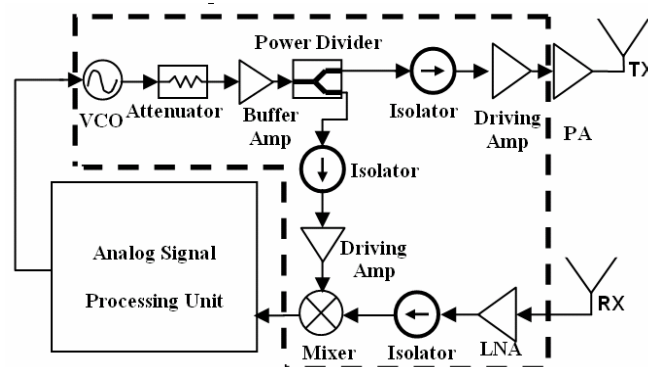 Power Divider
TX
VCO
Attenuator
Buffer
Amp
Isolator
Driving
Amp
PA
Isolator
Analog Signal
Processing Unit
Driving
Amp
RX
Mixer
Isolator
LNA